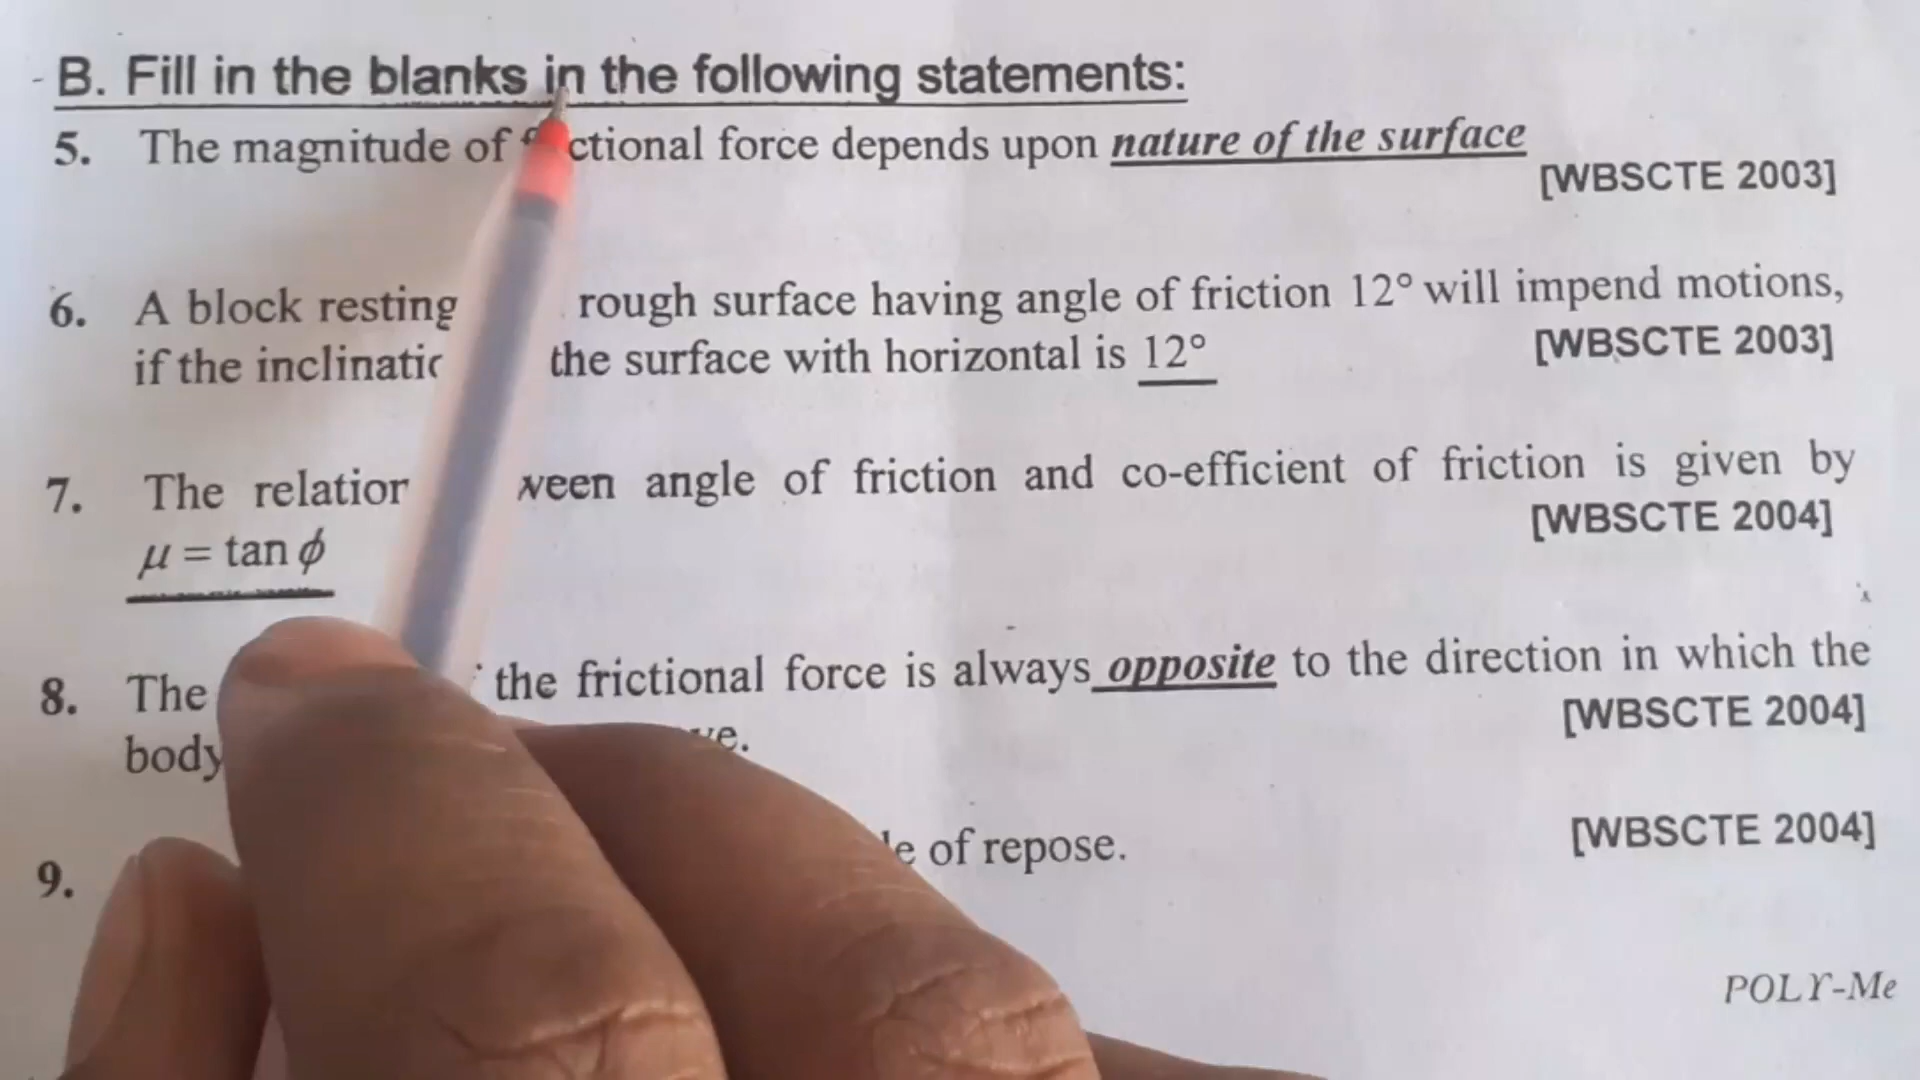 B. Fill in the blanks in the following statements:
5. The magnitude of ctional force depends upon nature of the surface
[WBSCTE 2003]
6. A block resting rough surface having angle of friction 12° will impend motions,
if the the surface with horizontal is 12° [WBSCTE 2003]
7. The angle of friction and co-efficient of friction is given by
μ = tan ϕ [WBSCTE 2004]
8. The the frictional force is always opposite to the direction in which the
body [WBSCTE 2004]
9. of repose. [WBSCTE 2004]
POLY-Me